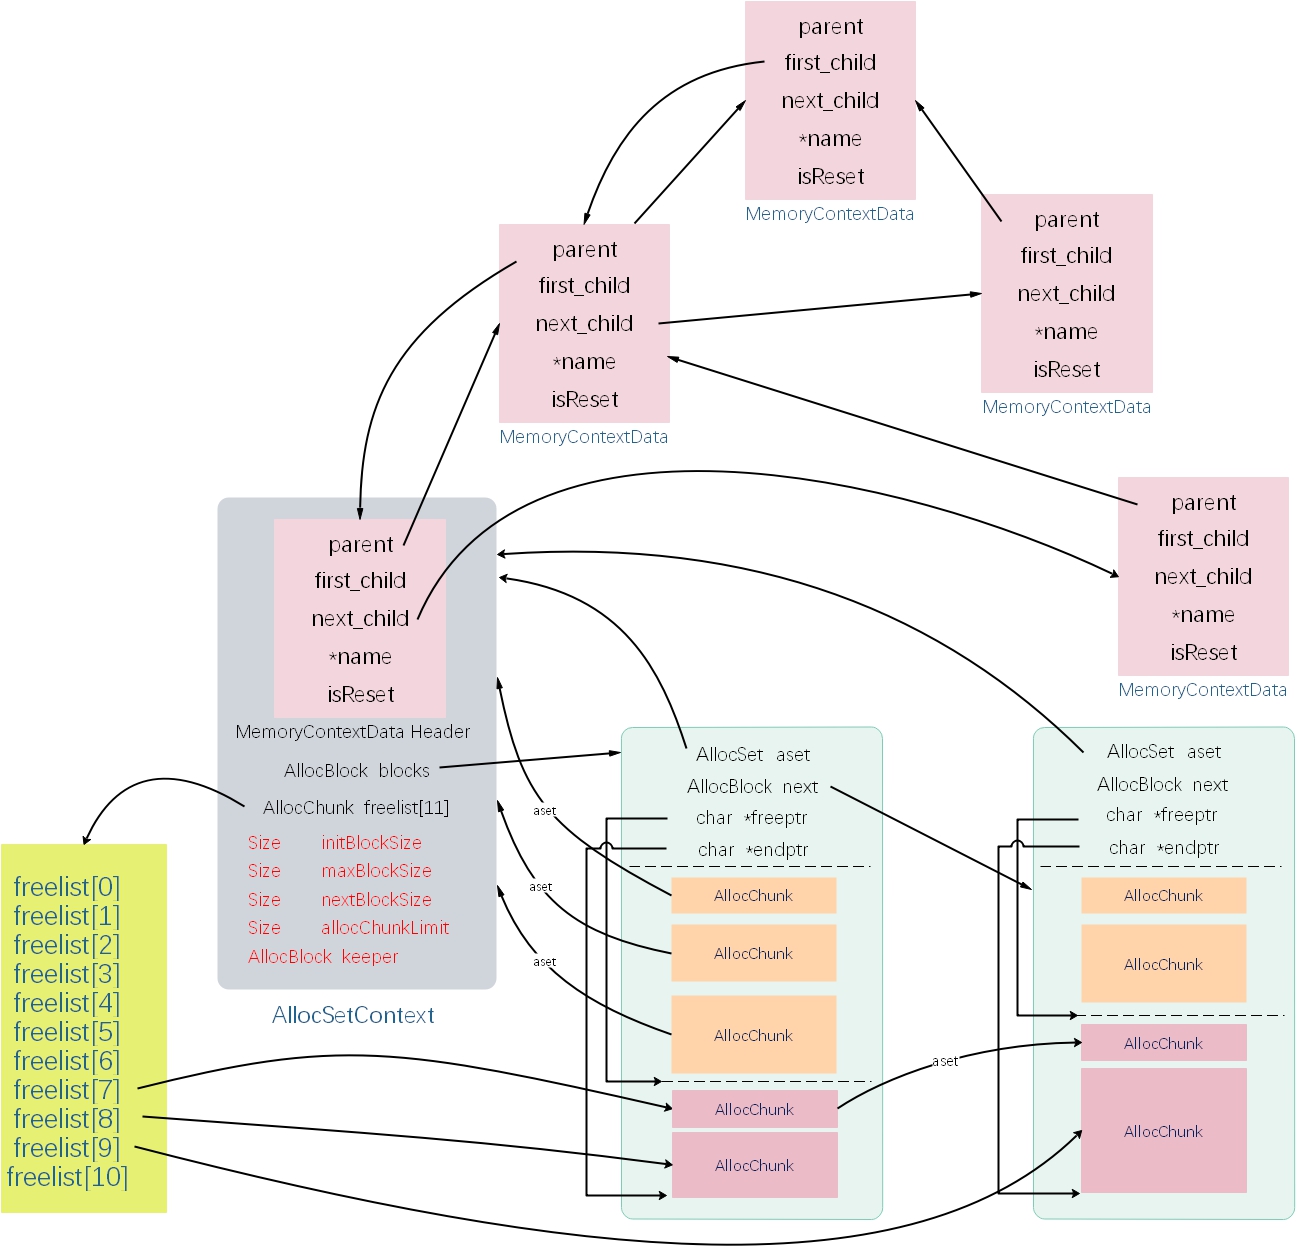 parent
first_child
next_child
*name
isReset
MemoryContextData
parent
first_child
next_child
*name
isReset
MemoryContextData
parent
first_child
next_child
*name
isReset
MemoryContextData
parent
first_child
next_child
*name
isReset
MemoryContextData
parent
first_child
next_child
*name
isReset
MemoryContextData Header
AllocBlock blocks
AllocChunk freelist[11]
Size initBlockSize
Size maxBlockSize
Size nextBlockSize
Size allocChunkLimit
AllocBlock keeper
AllocSetContext
freelist[0]
freelist[1]
freelist[2]
freelist[3]
freelist[4]
freelist[5]
freelist[6]
freelist[7]
freelist[8]
freelist[9]
freelist[10]
aset
aset
aset
AllocSet aset
AllocBlock next
char *freeptr
char *endptr
AllocChunk
AllocChunk
AllocChunk
AllocChunk
AllocChunk
aset
AllocSet aset
AllocBlock next
char *freeptr
char *endptr
AllocChunk
AllocChunk
AllocChunk
AllocChunk